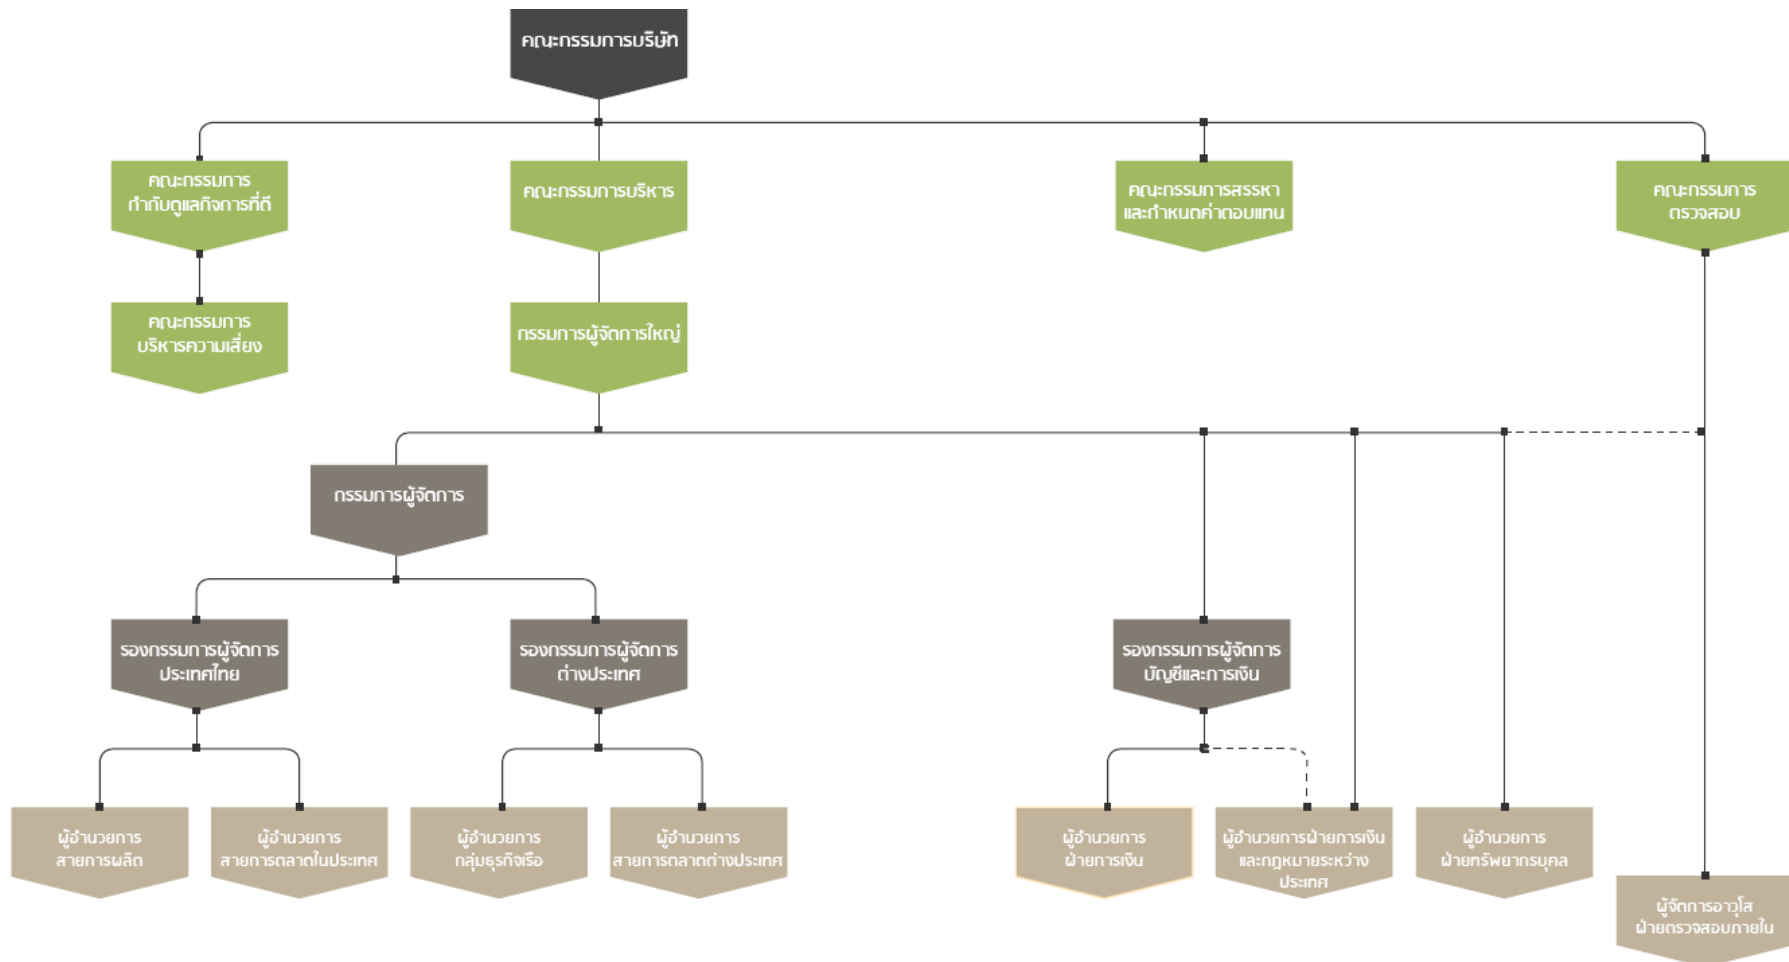 คณะกรรมการบริษัท
คณะกรรมการ
กำกับดูแลกิจการที่ดี
คณะกรรมการบริหาร
คณะกรรมการสรรหา
และกำหนดค่าตอบแทน
คณะกรรมการ
ตรวจสอบ
คณะกรรมการ
บริหารความเสี่ยง
กรรมการผู้จัดการใหญ่
กรรมการผู้จัดการ
รองกรรมการผู้จัดการ
ประเทศไทย
รองกรรมการผู้จัดการ
ต่างประเทศ
รองกรรมการผู้จัดการ
บัญชีและการเงิน
ผู้อำนวยการ
สายการผลิต
ผู้อำนวยการ
สายการตลาดในประเทศ
ผู้อำนวยการ
กลุ่มธุรกิจเรือ
ผู้อำนวยการ
สายการตลาดต่างประเทศ
ผู้อำนวยการ
ฝ่ายการเงิน
ผู้อำนวยการฝ่ายการเงิน
และกฎหมายระหว่าง
ประเทศ
ผู้อำนวยการ
ฝ่ายทรัพยากรบุคล
ผู้จัดการอาวุโส
ฝ่ายตรวจสอบภายใน